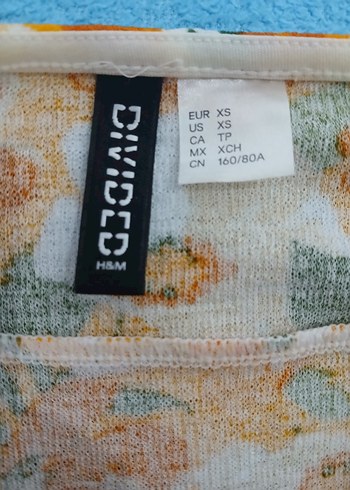 DIVIDED
H&M
EUR XS
US XS
CA TP
MX XCH
CN 160/80A